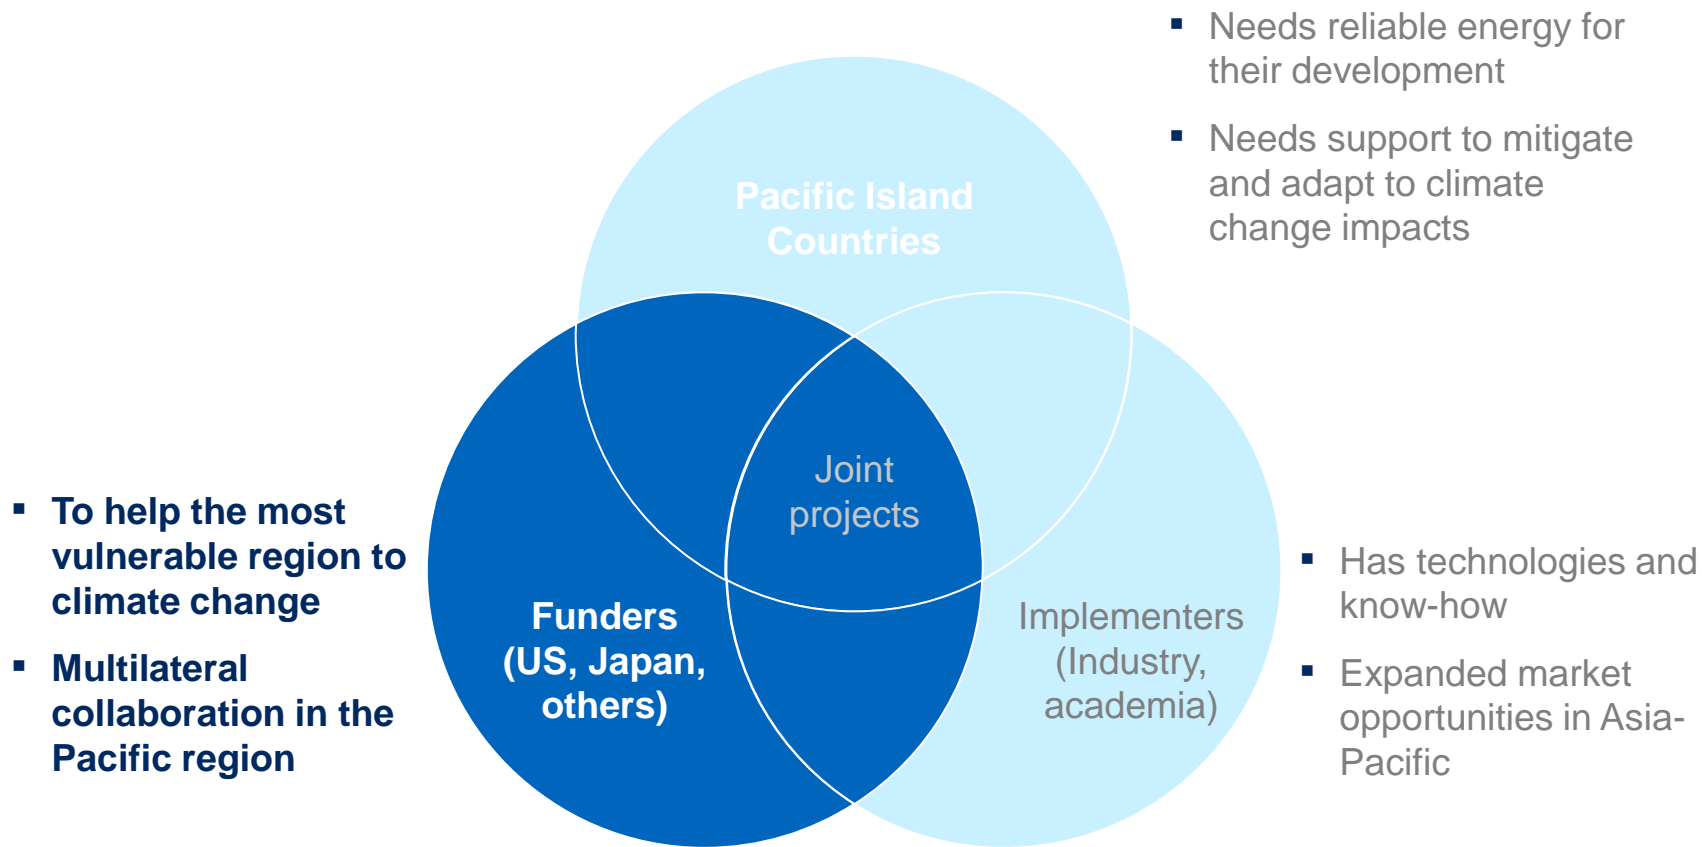 ▪ Needs reliable energy for
their development
▪ Needs support to mitigate
and adapt to climate
change impacts
Pacific Island
Countries
Joint
projects
▪ To help the most
vulnerable region to
climate change
▪ Multilateral
collaboration in the
Pacific region
Funders
(US, Japan,
others)
Implementers
(Industry,
academia)
▪ Has technologies and
know-how
▪ Expanded market
opportunities in Asia-
Pacific